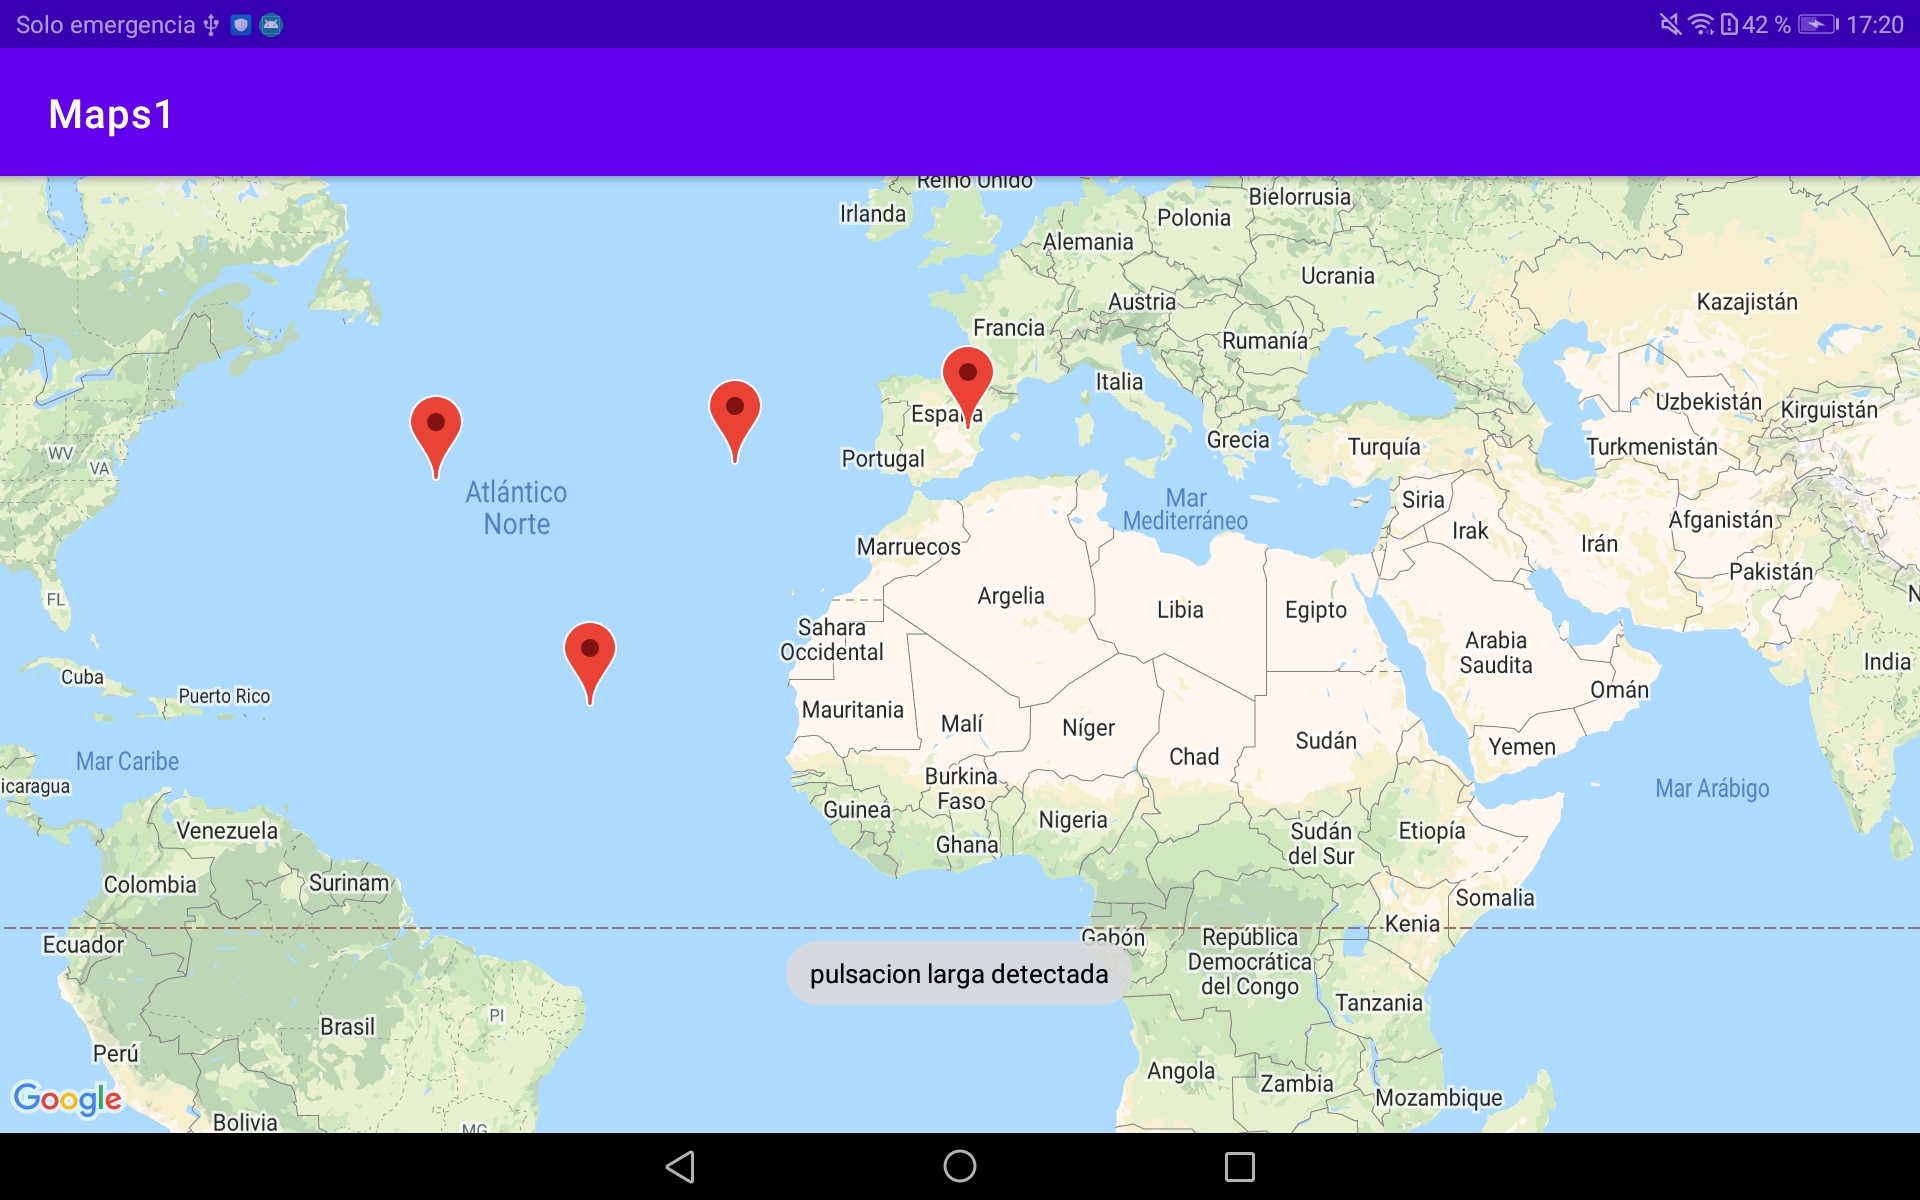 Solo emergencia
42 % 17:20
Maps1
Reino Unido
Irlanda
Polonia
Bielorrusia
Alemania
Ucrania
Austria
Kazajistán
Francia
Rumanía
Italia
España
Uzbekistán
Kirguistán
Portugal
Grecia
Turquía
Turkmenistán
WV
VA
Atlántico
Norte
Mar
Mediterráneo
Siria
Irak
Irán
Afganistán
Pakistán
Marruecos
Argelia
Libia
Egipto
FL
N
Sahara
Occidental
Arabia
Saudita
India
Omán
Cuba
Puerto Rico
Mauritania
Malí
Níger
Chad
Sudán
Yemen
Mar Caribe
icaragua
Burkina
Faso
Guinea
Nigeria
Ghana
Sudán
del Sur
Etiopía
Mar Arábigo
Venezuela
Colombia
Surinam
Somalia
Kenia
Ecuador
Gabón
República
Democrática
del Congo
pulsacion larga detectada
Tanzania
Brasil
PI
Perú
Angola
Zambia
Mozambique
Google
Bolivia
MG